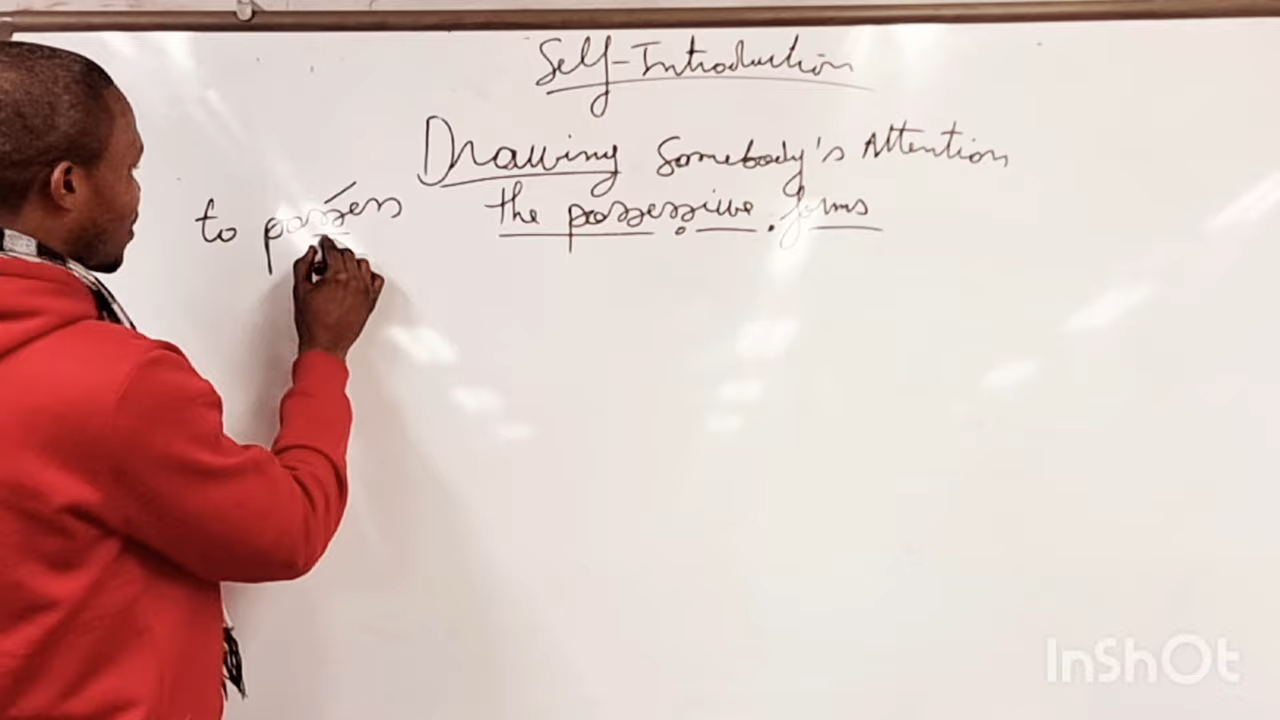 Self-Introduction
Drawing Somebody's Attention
to possess the possessive forms
InShOt